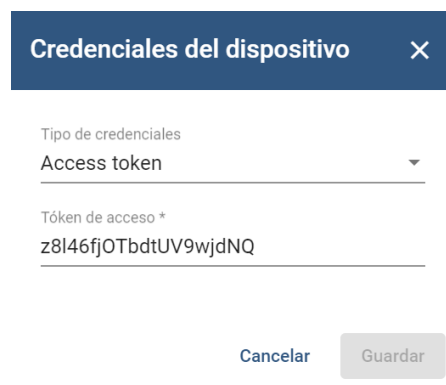 Credenciales del dispositivo
Tipo de credenciales
Access token
Tóken de acceso *
z8l46fjOTbdtUV9wjdNQ
Cancelar Guardar